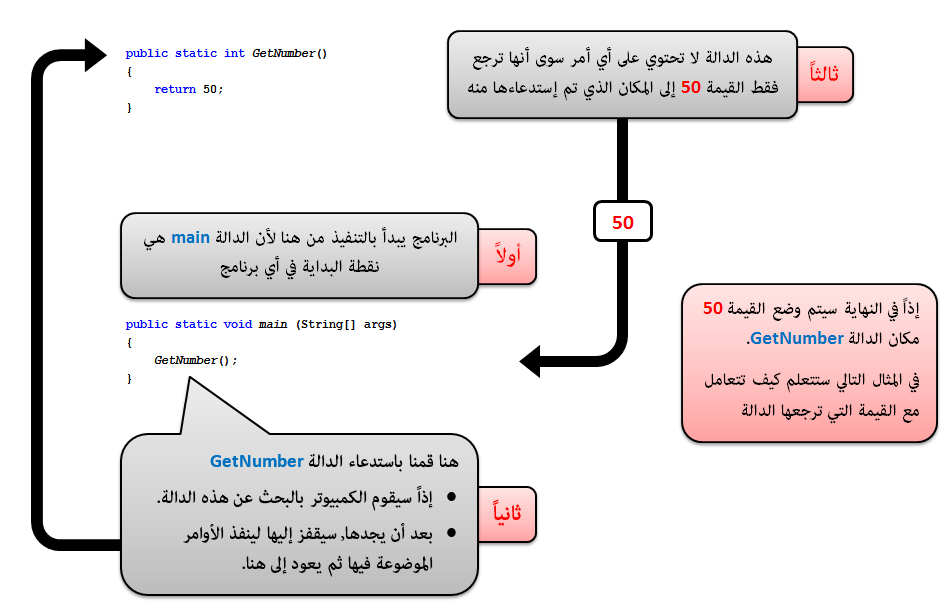 public static int GetNumber()
{
return 50;
}
ثالثاً
هذه الدالة لا تحتوي على أي أمر سوى أنها ترجع
فقط القيمة 50 إلى المكان الذي تم إستدعاءها منه
50
أولاً
البرنامج يبدأ بالتنفيذ من هنا لأن الدالة main هي
نقطة البداية في أي برنامج
public static void main (String[] args)
{
GetNumber();
}
إذاً في النهاية سيتم وضع القيمة 50
مكان الدالة GetNumber.
في المثال التالي ستتعلم كيف تتعامل
مع القيمة التي ترجعها الدالة
ثانياً
هنا قمنا باستدعاء الدالة GetNumber
● إذاً سيقوم الكمبيوتر بالبحث عن هذه الدالة.
● بعد أن يجدها, سيقفز إليها لينفذ الأوامر
الموضوعة فيها ثم يعود إلى هنا.